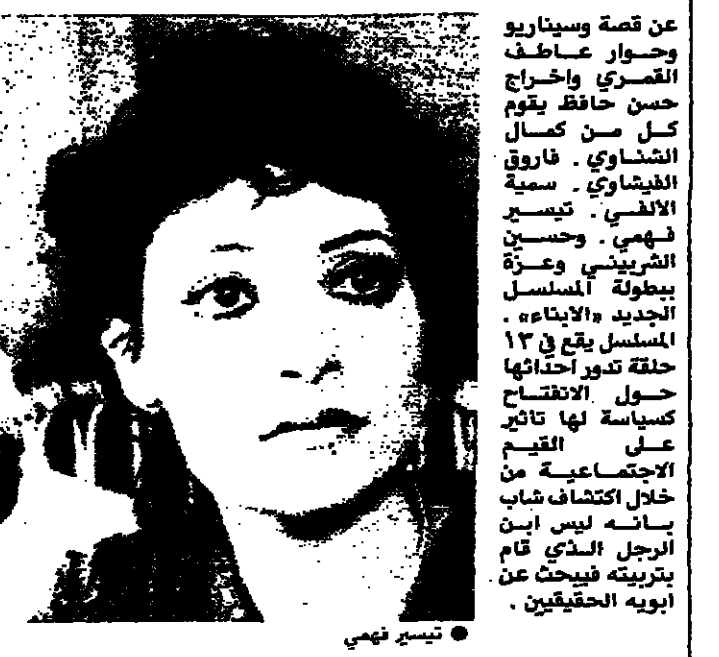 عن قصة وسيناريو
وحوار عاطف
القمري واخراج
حسن حافظ يقوم
كل من كمال
الشناوي . فاروق
الفيشاوي . سمية
الالفي . تيسير
فهمي . وحسين
الشربيني وعزة
ببطولة المسلسل
الجديد «الابناء» .
المسلسل يقع في ١٣
حلقة تدور احداثها
حول الانفتاح
كسياسة لها تاثير
على القيم
الاجتماعية من
خلال اكتشاف شاب
بانه ليس ابن
الرجل الذي قام
بتربيته فيبحث عن
ابويه الحقيقيين .
● تيسير فهمي